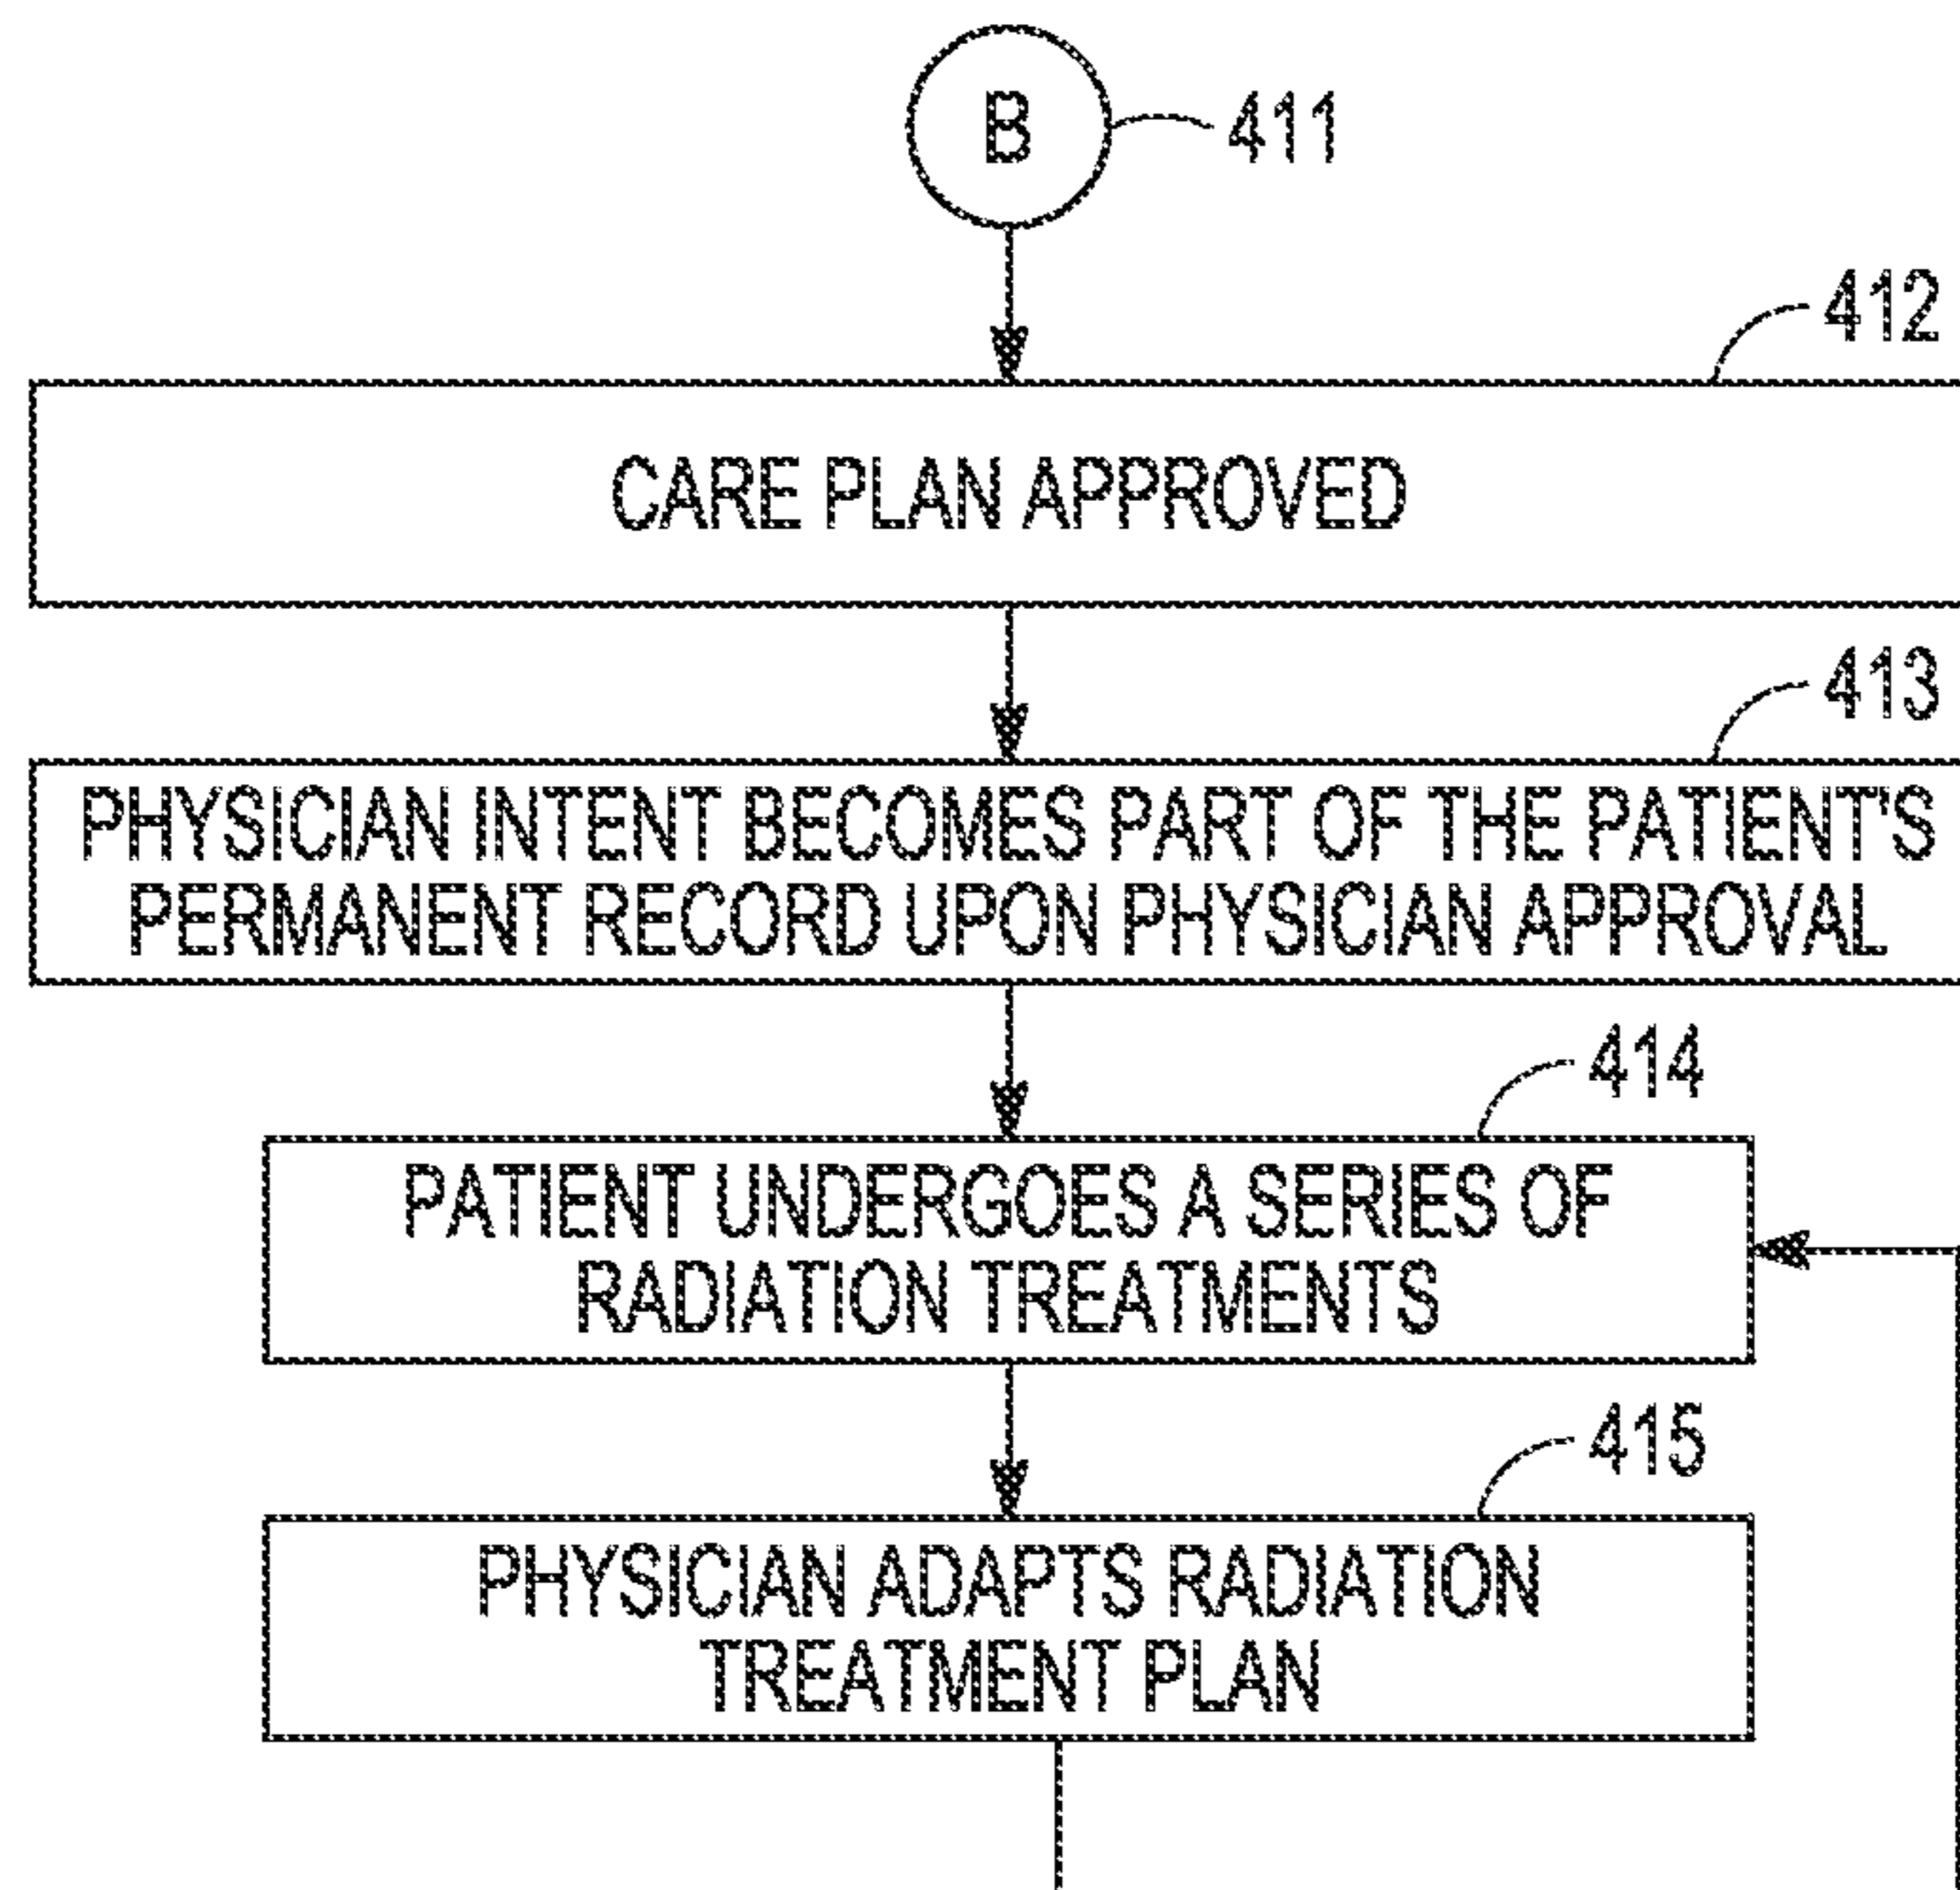 B
411
412
CARE PLAN APPROVED
413
PHYSICIAN INTENT BECOMES PART OF THE PATIENT'S
PERMANENT RECORD UPON PHYSICIAN APPROVAL
414
PATIENT UNDERGOES A SERIES OF
RADIATION TREATMENTS
415
PHYSICIAN ADAPTS RADIATION
TREATMENT PLAN